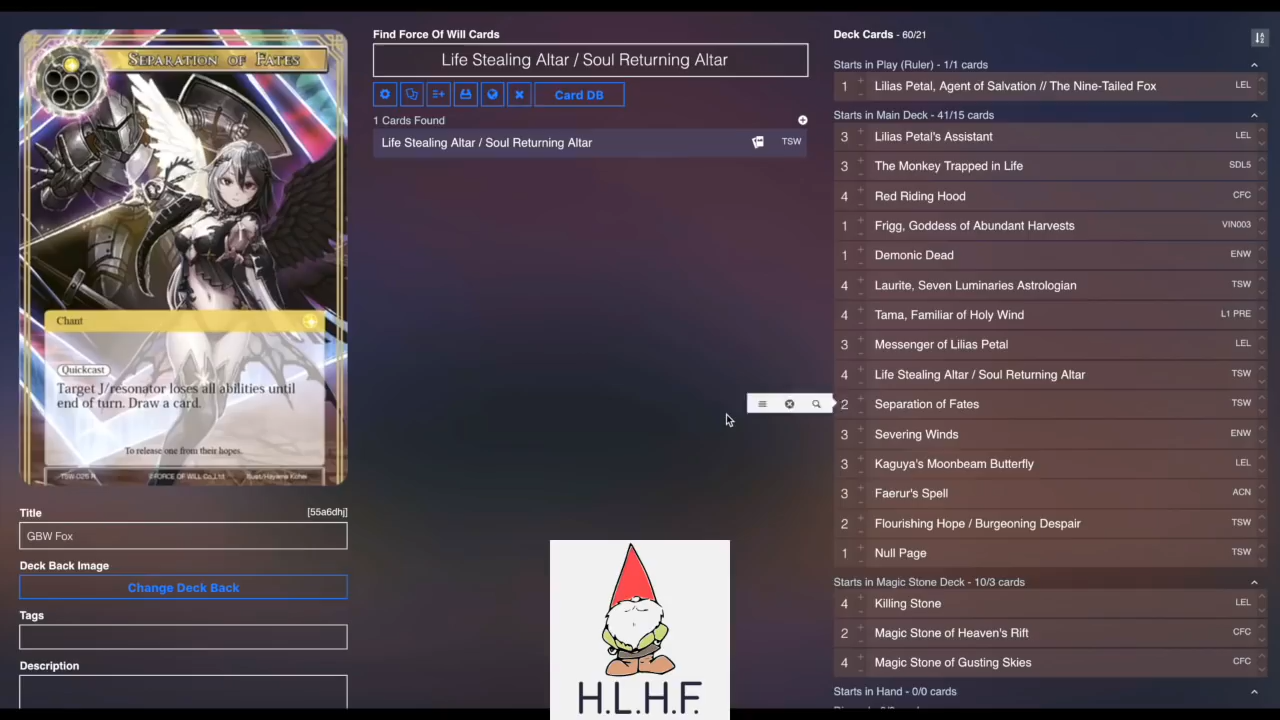 SEPARATION OF FATES
Chant
Quickcast
Target J/resonator loses all abilities until
end of turn. Draw a card.
To release one from their hopes.
Title
[55a6dhj]
GBW Fox
Deck Back Image
Change Deck Back
Tags
Description
Find Force Of Will Cards
Life Stealing Altar / Soul Returning Altar
Card DB
1 Cards Found
Life Stealing Altar / Soul Returning Altar TSW
H.L.H.F.
Deck Cards - 60/21
Starts in Play (Ruler) - 1/1 cards
1 Lilias Petal, Agent of Salvation // The Nine-Tailed Fox LEL
Starts in Main Deck - 41/15 cards
3 Lilias Petal's Assistant LEL
3 The Monkey Trapped in Life SDL5
4 Red Riding Hood CFC
1 Frigg, Goddess of Abundant Harvests VIN003
1 Demonic Dead ENW
4 Laurite, Seven Luminaries Astrologian TSW
4 Tama, Familiar of Holy Wind L1 PRE
3 Messenger of Lilias Petal LEL
4 Life Stealing Altar / Soul Returning Altar TSW
2 Separation of Fates TSW
3 Severing Winds ENW
3 Kaguya's Moonbeam Butterfly LEL
3 Faerur's Spell ACN
2 Flourishing Hope / Burgeoning Despair TSW
1 Null Page TSW
Starts in Magic Stone Deck - 10/3 cards
4 Killing Stone LEL
2 Magic Stone of Heaven's Rift CFC
4 Magic Stone of Gusting Skies CFC
Starts in Hand - 0/0 cards